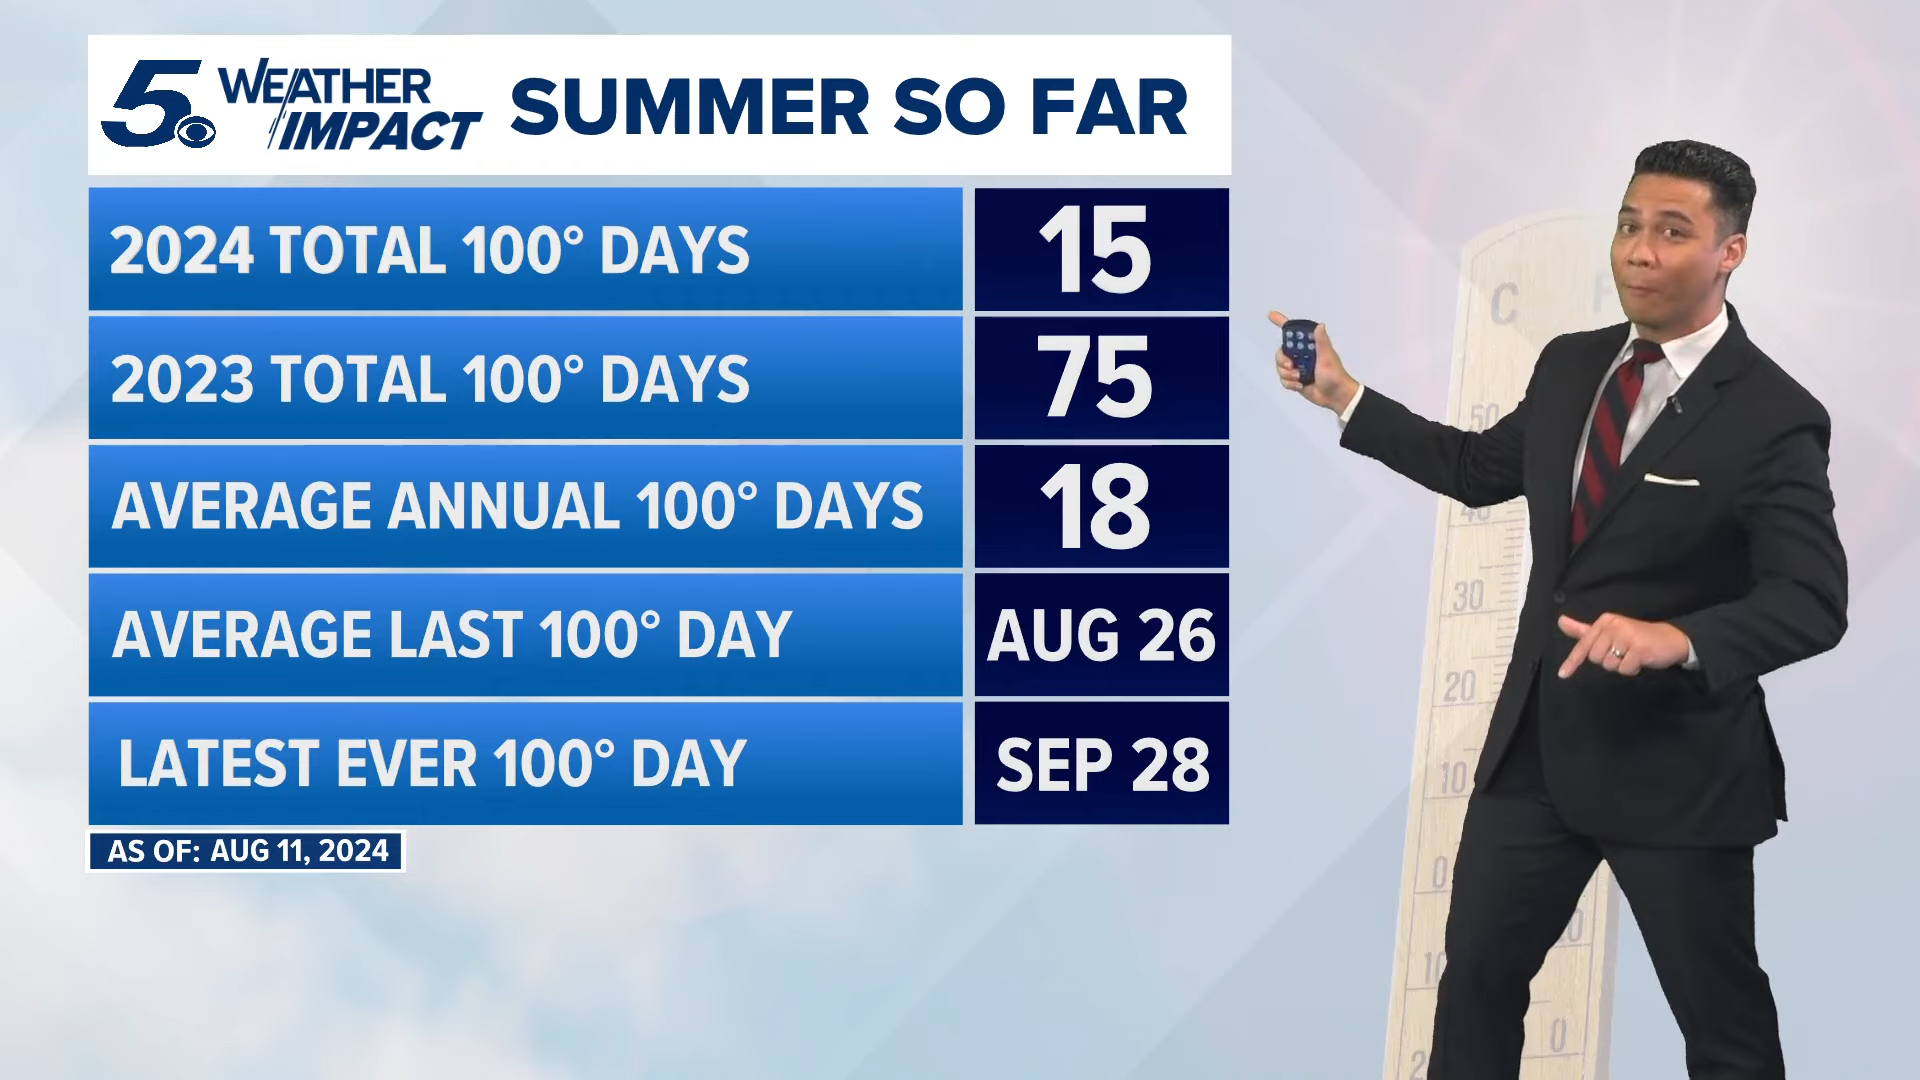 5 WEATHER IMPACT SUMMER SO FAR
2024 TOTAL 100° DAYS 15
2023 TOTAL 100° DAYS 75
AVERAGE ANNUAL 100° DAYS 18
AVERAGE LAST 100° DAY AUG 26
LATEST EVER 100° DAY SEP 28
AS OF: AUG 11, 2024
C F
50
40
30
20
10
0
10
0